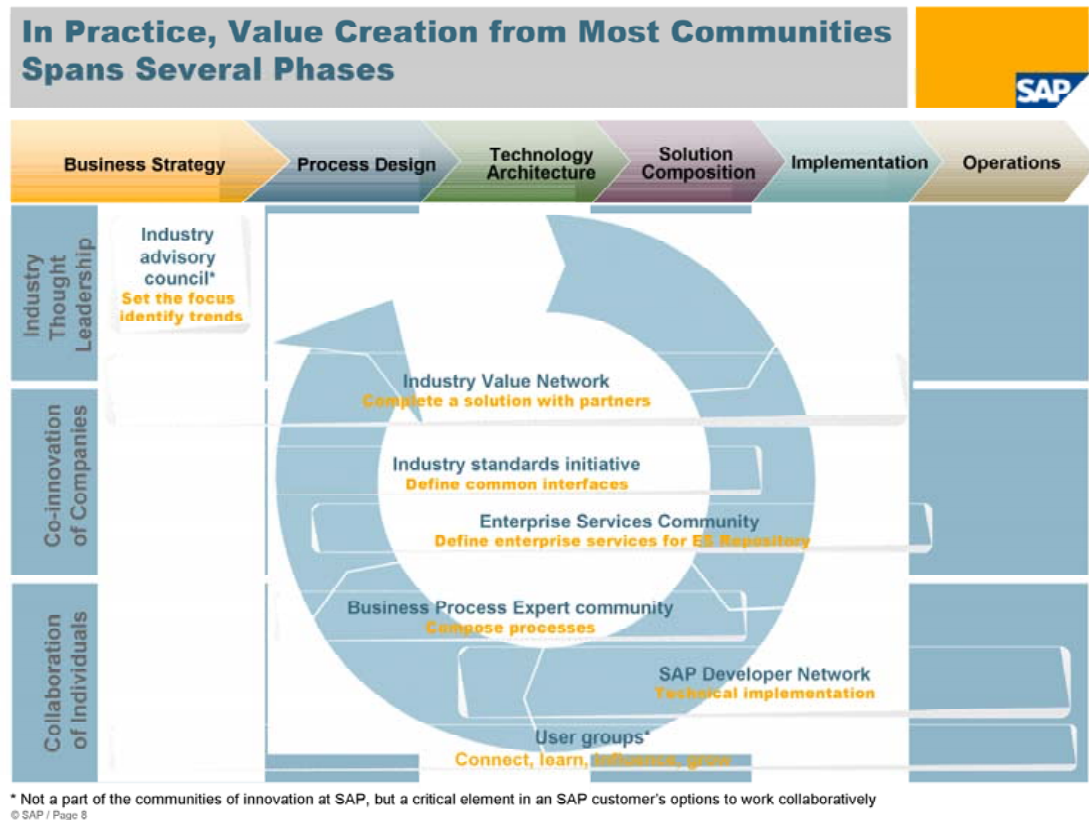 In Practice, Value Creation from Most Communities
Spans Several Phases
SAP
Business Strategy
Process Design
Technology
Architecture
Solution
Composition
Implementation
Operations
Industry
Thought
Leadership
Industry
advisory
council*
Set the focus
identify trends
Industry Value Network
Complete a solution with partners
Co-innovation
of Companies
Industry standards initiative
Define common interfaces
Enterprise Services Community
Define enterprise services for ES Repository
Collaboration
of Individuals
Business Process Expert community
Compose processes
SAP Developer Network
Technical implementation
User groups*
Connect, learn, influence, grow
* Not a part of the communities of innovation at SAP, but a critical element in an SAP customer's options to work collaboratively
© SAP / Page 8